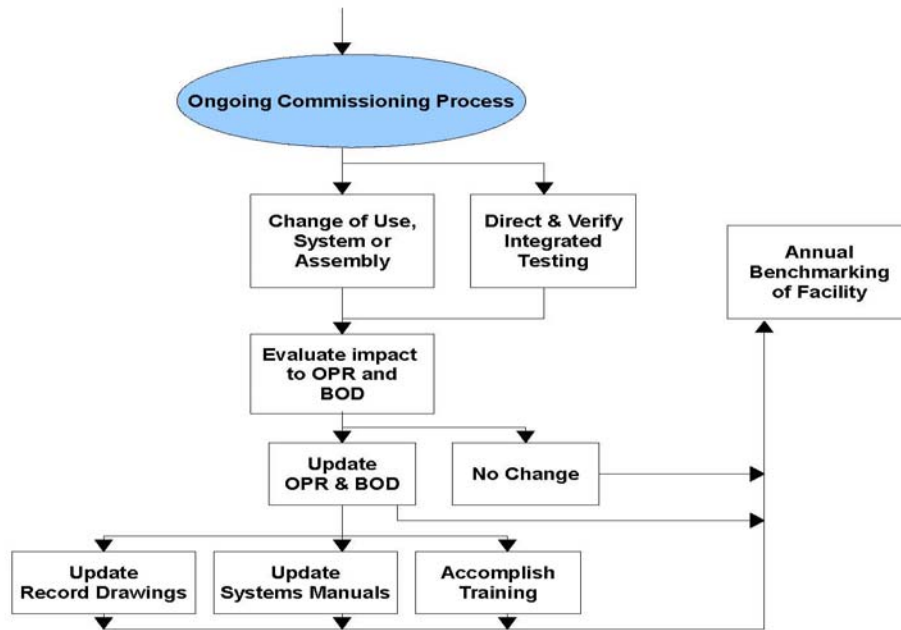 Ongoing Commissioning Process
Change of Use,
System or
Assembly
Direct & Verify
Integrated
Testing
Annual
Benchmarking
of Facility
Evaluate impact
to OPR and
BOD
Update
OPR & BOD
No Change
Update
Record Drawings
Update
Systems Manuals
Accomplish
Training